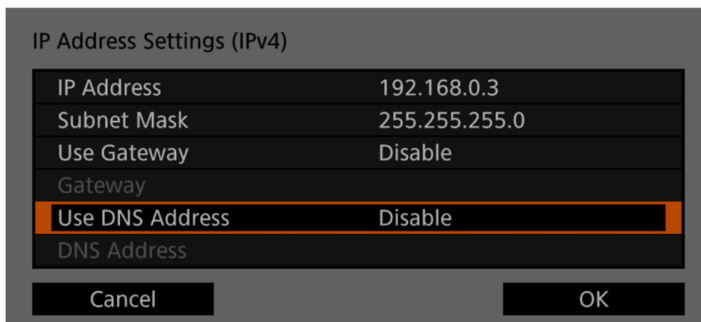 IP Address Settings (IPv4)
IP Address 192.168.0.3
Subnet Mask 255.255.255.0
Use Gateway Disable
Gateway
Use DNS Address Disable
DNS Address
Cancel OK